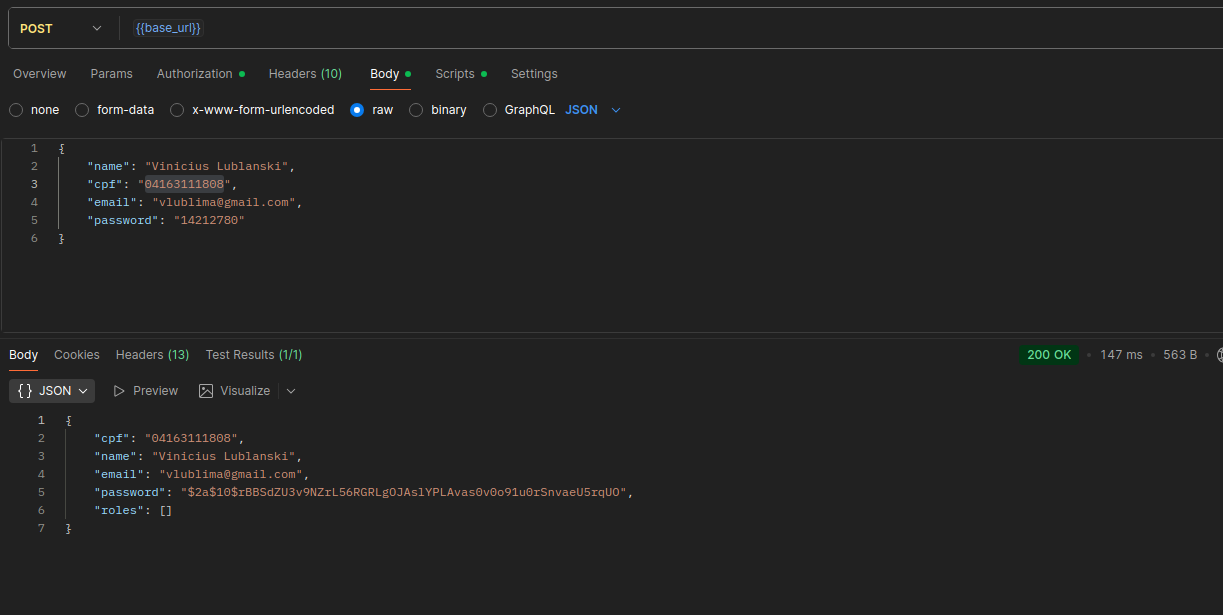 POST {{base_url}}
Overview Params Authorization Headers (10) Body Scripts Settings
none form-data x-www-form-urlencoded raw binary GraphQL JSON
1 {
2 "name": "Vinicius Lublanski",
3 "cpf": "04163111808",
4 "email": "vlublima@gmail.com",
5 "password": "14212780"
6 }
Body Cookies Headers (13) Test Results (1/1) 200 OK • 147 ms • 563 B •
{} JSON Preview Visualize
1 {
2 "cpf": "04163111808",
3 "name": "Vinicius Lublanski",
4 "email": "vlublima@gmail.com",
5 "password": "$2a$10$rBBSdZU3v9NZrL56RGRLgOJAslYPLAvas0v0o91u0rSnvaeU5rqUO",
6 "roles": []
7 }